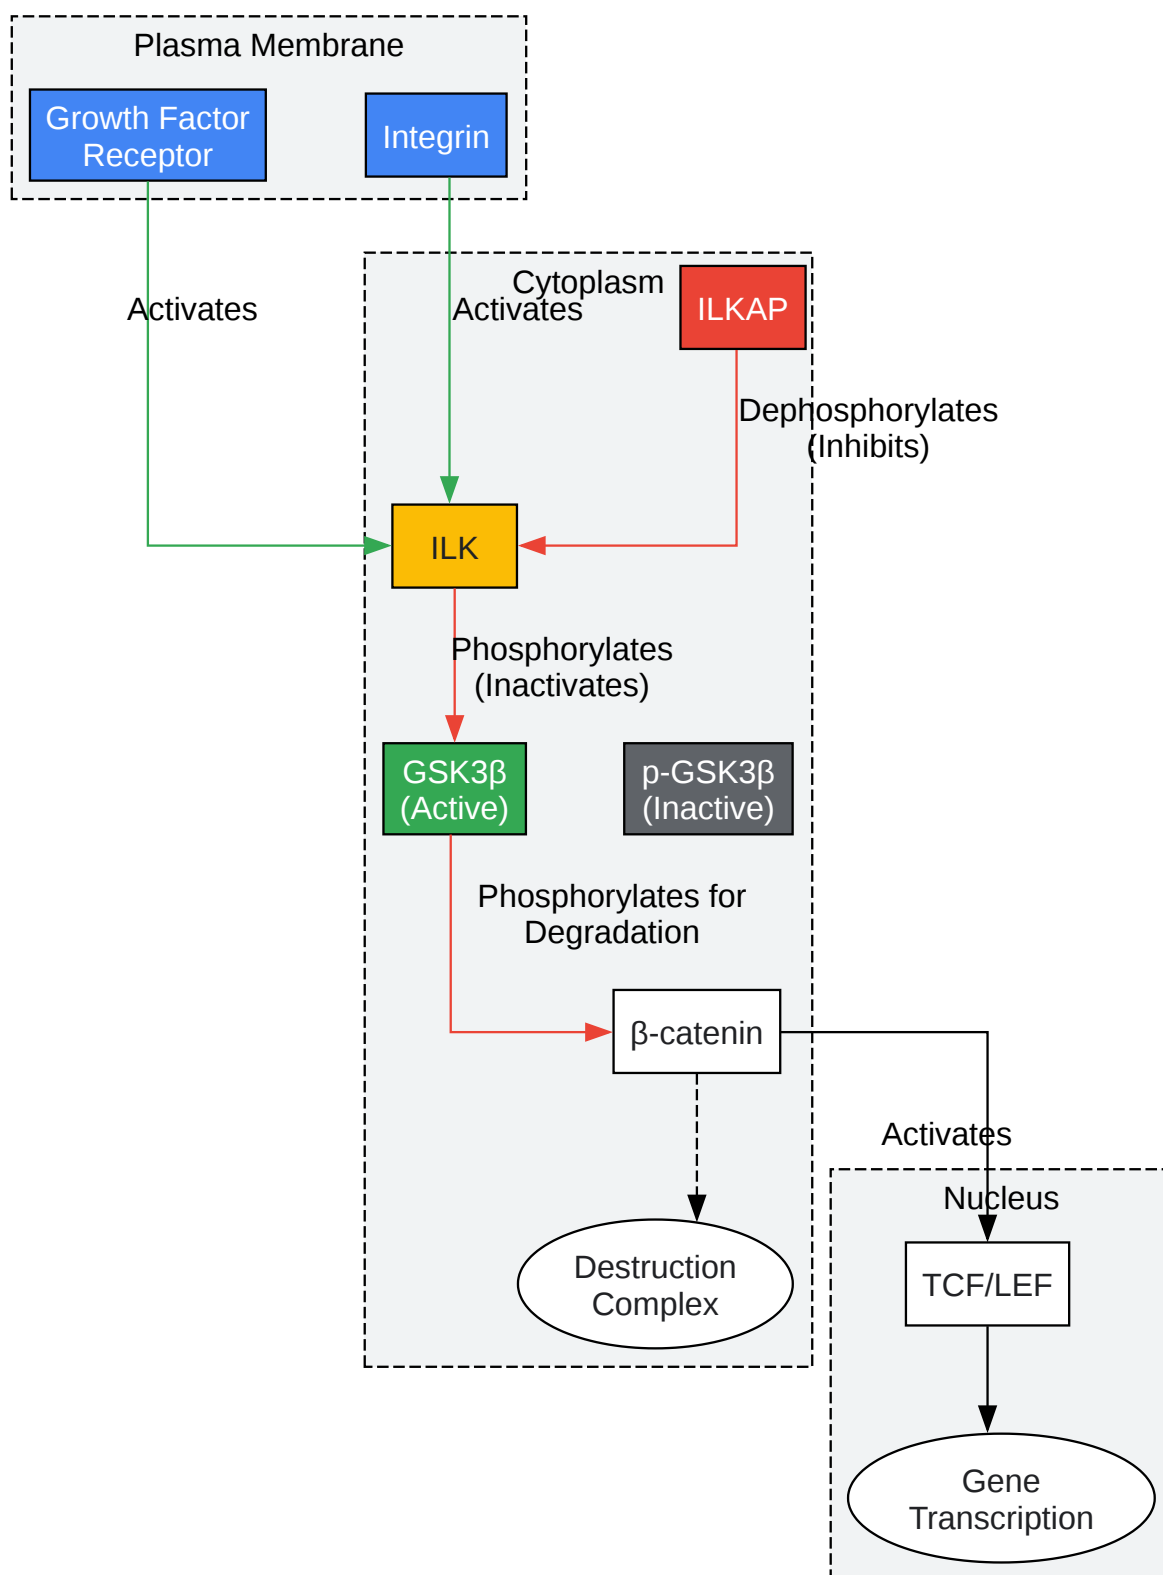 Plasma Membrane
Growth Factor
Receptor
Integrin
Cytoplasm
ILKAP
Activates
Activates
Dephosphorylates
(Inhibits)
ILK
Phosphorylates
(Inactivates)
GSK3β
(Active)
p-GSK3β
(Inactive)
Phosphorylates for
Degradation
β-catenin
Activates
Nucleus
Destruction
Complex
TCF/LEF
Gene
Transcription